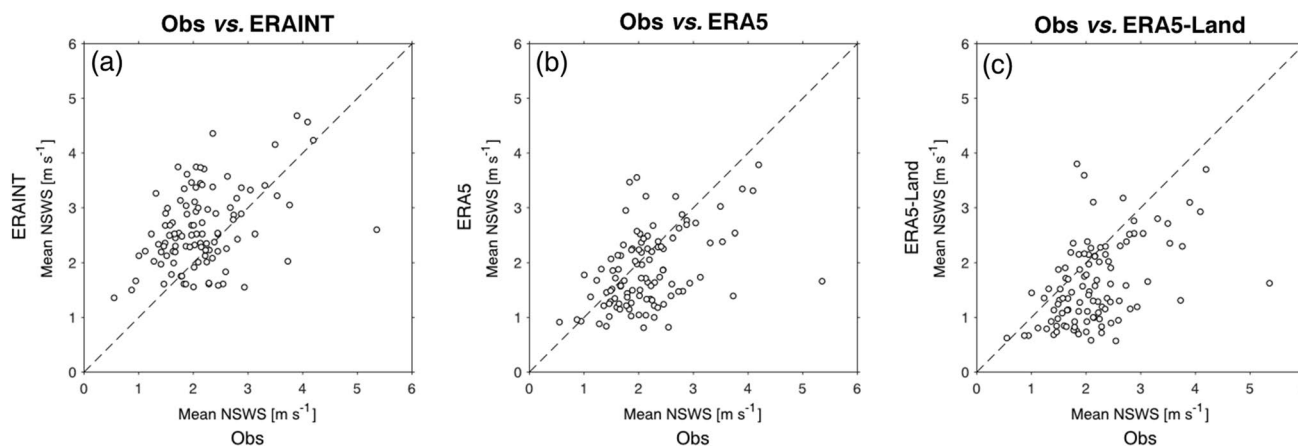 Obs vs. ERAINT
(a)
ERAINT
Mean NSWS [m s-1]
6
5
4
3
2
1
0
0 1 2 3 4 5 6
Mean NSWS [m s-1]
Obs
Obs vs. ERA5
(b)
ERA5
Mean NSWS [m s-1]
6
5
4
3
2
1
0
0 1 2 3 4 5 6
Mean NSWS [m s-1]
Obs
Obs vs. ERA5-Land
(c)
ERA5-Land
Mean NSWS [m s-1]
6
5
4
3
2
1
0
0 1 2 3 4 5
Mean NSWS [m s-1]
Obs